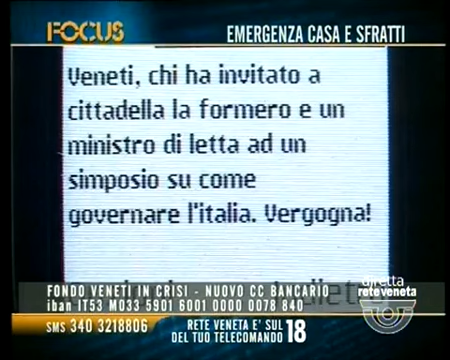 FOCUS
EMERGENZA CASA E SFRATTI
Veneti, chi ha invitato a
cittadella la formero e un
ministro di letta ad un
simposio su come
governare l'italia. Vergogna!
diretta
reteveneta
FONDO VENETI IN CRISI - NUOVO CC BANCARIO
iban IT53 M033 5901 6001 0000 0078 840
SMS 340 3218806
RETE VENETA E' SUL
DEL TUO TELECOMANDO 18